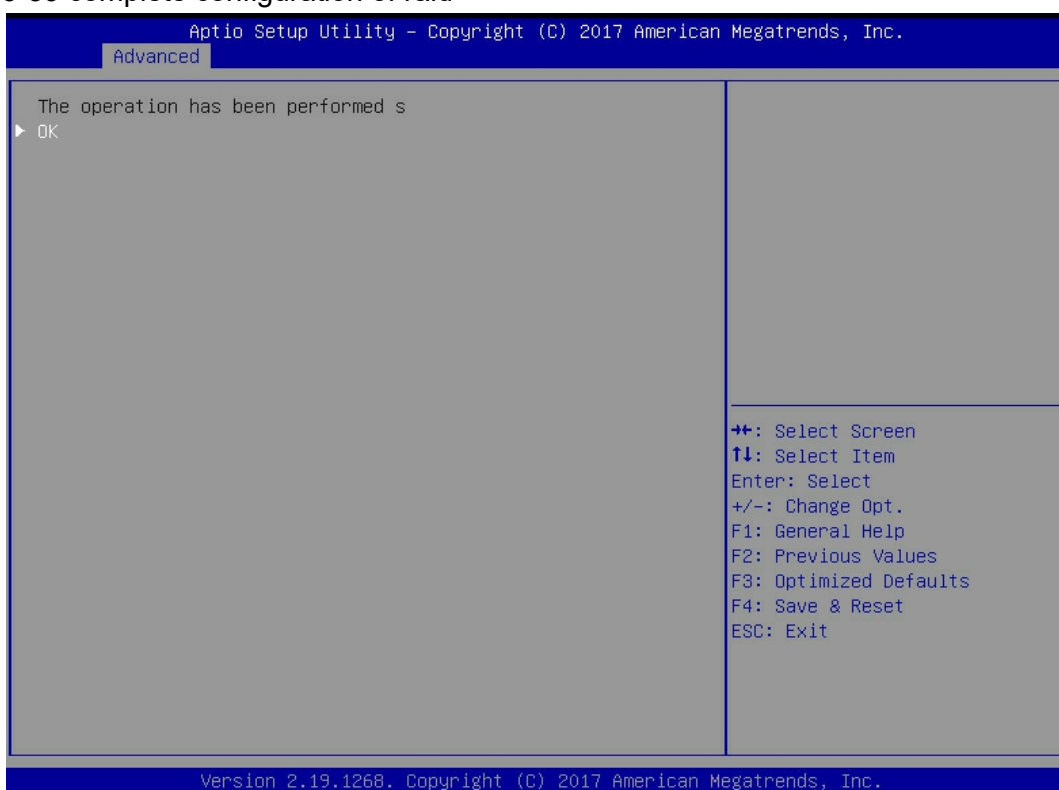 complete configuration of raid
Aptio Setup Utility – Copyright (C) 2017 American Megatrends, Inc.
Advanced
The operation has been performed s
► OK
→←: Select Screen
↑↓: Select Item
Enter: Select
+/-: Change Opt.
F1: General Help
F2: Previous Values
F3: Optimized Defaults
F4: Save & Reset
ESC: Exit
Version 2.19.1268. Copyright (C) 2017 American Megatrends, Inc.